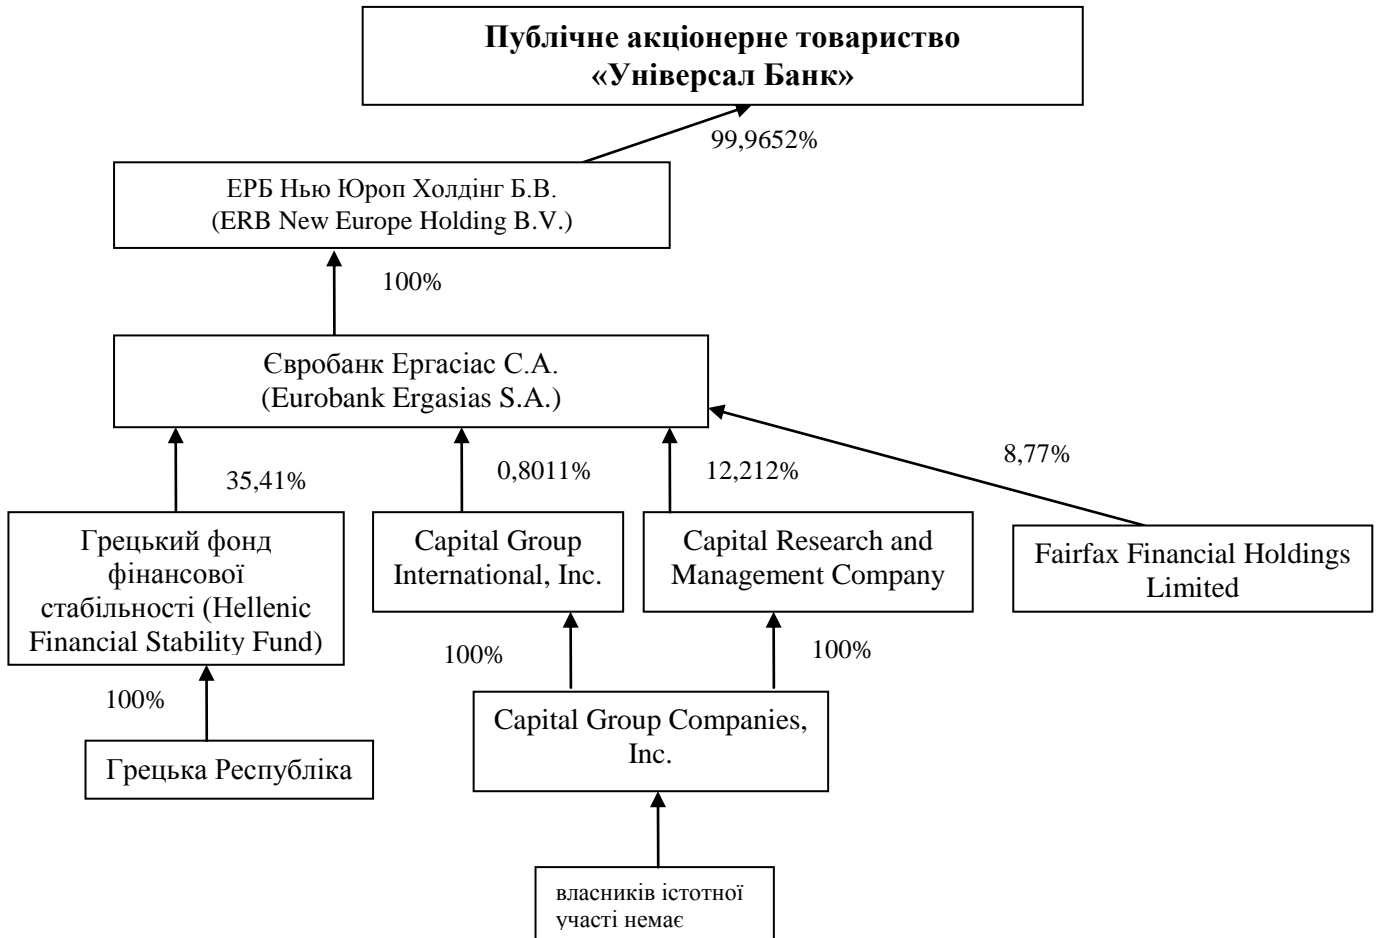 Публічне акціонерне товариство
«Універсал Банк»
99,9652%
ЕРБ Нью Юроп Холдінг Б.В.
(ERB New Europe Holding B.V.)
100%
Євробанк Ергасіас С.А.
(Eurobank Ergasias S.A.)
35,41%
0,8011%
12,212%
8,77%
Грецький фонд
фінансової
стабільності (Hellenic
Financial Stability Fund)
Capital Group
International, Inc.
Capital Research and
Management Company
Fairfax Financial Holdings
Limited
100%
100%
100%
Грецька Республіка
Capital Group Companies,
Inc.
власників істотної
участі немає